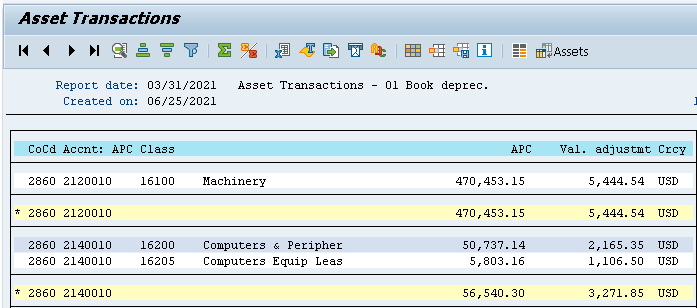 Asset Transactions
Assets
Report date: 03/31/2021 Asset Transactions - 01 Book deprec.
Created on: 06/25/2021
CoCd Accnt: APC Class APC Val. adjustmt Crcy
2860 2120010 16100 Machinery 470,453.15 5,444.54 USD
* 2860 2120010 470,453.15 5,444.54 USD
2860 2140010 16200 Computers & Peripher 50,737.14 2,165.35 USD
2860 2140010 16205 Computers Equip Leas 5,803.16 1,106.50 USD
* 2860 2140010 56,540.30 3,271.85 USD